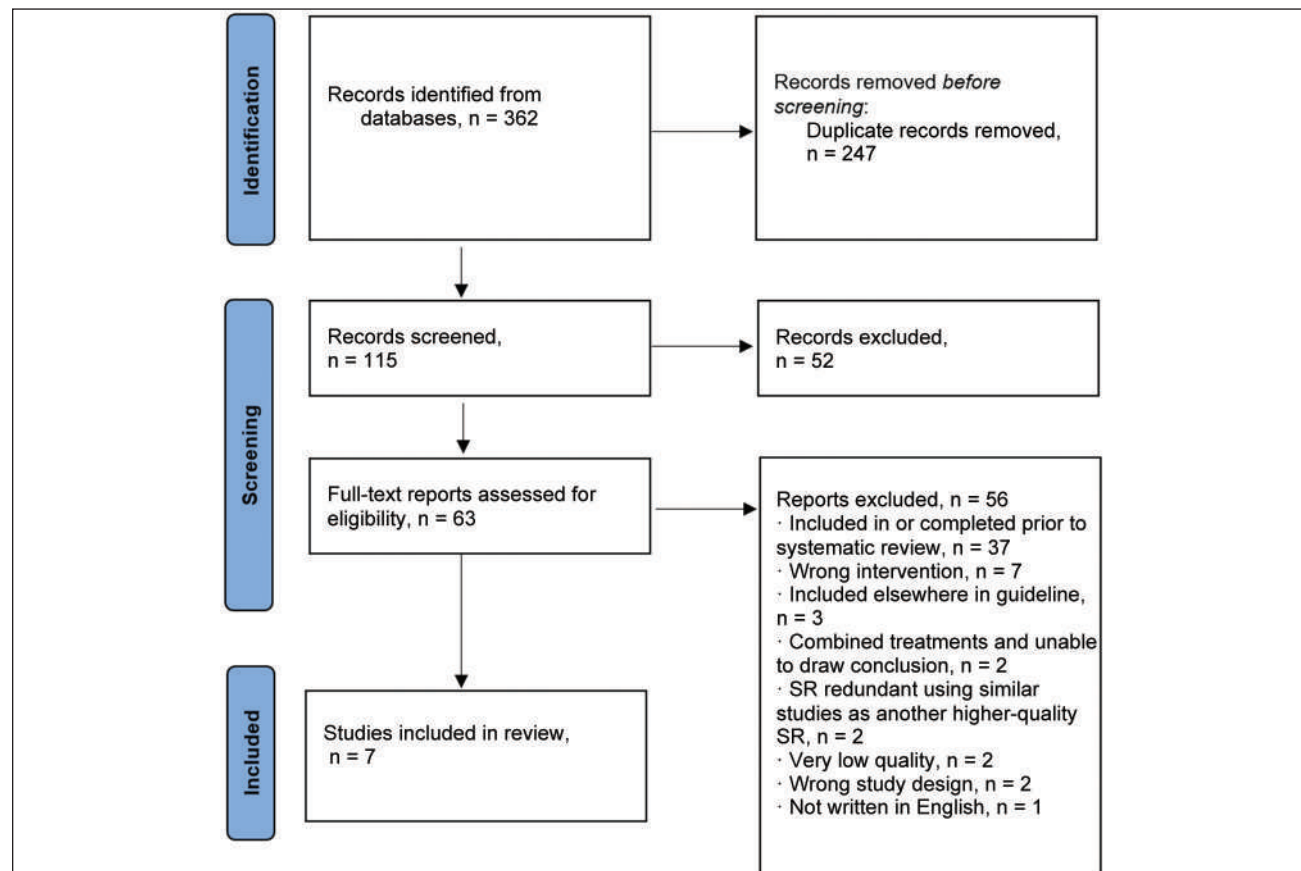 Identification
Records identified from
databases, n = 362
Records removed before
screening:
Duplicate records removed,
n = 247
Screening
Records screened,
n = 115
Records excluded,
n = 52
Full-text reports assessed for
eligibility, n = 63
Reports excluded, n = 56
· Included in or completed prior to
systematic review, n = 37
· Wrong intervention, n = 7
· Included elsewhere in guideline,
n = 3
· Combined treatments and unable
to draw conclusion, n = 2
· SR redundant using similar
studies as another higher-quality
SR, n = 2
· Very low quality, n = 2
· Wrong study design, n = 2
· Not written in English, n = 1
Included
Studies included in review,
n = 7